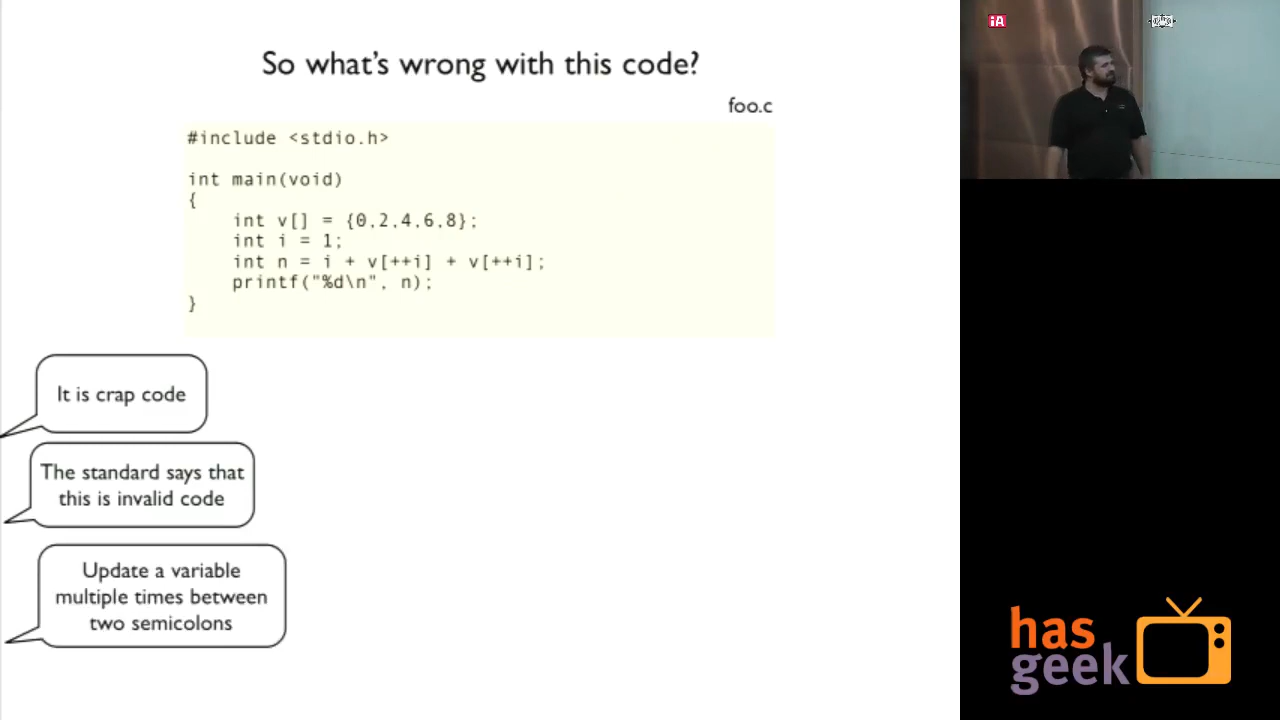 So what's wrong with this code?
foo.c
#include <stdio.h>
int main(void)
{
    int v[] = {0,2,4,6,8};
    int i = 1;
    int n = i + v[++i] + v[++i];
    printf("%d\n", n);
}
It is crap code
The standard says that
this is invalid code
Update a variable
multiple times between
two semicolons
iA
has
geek